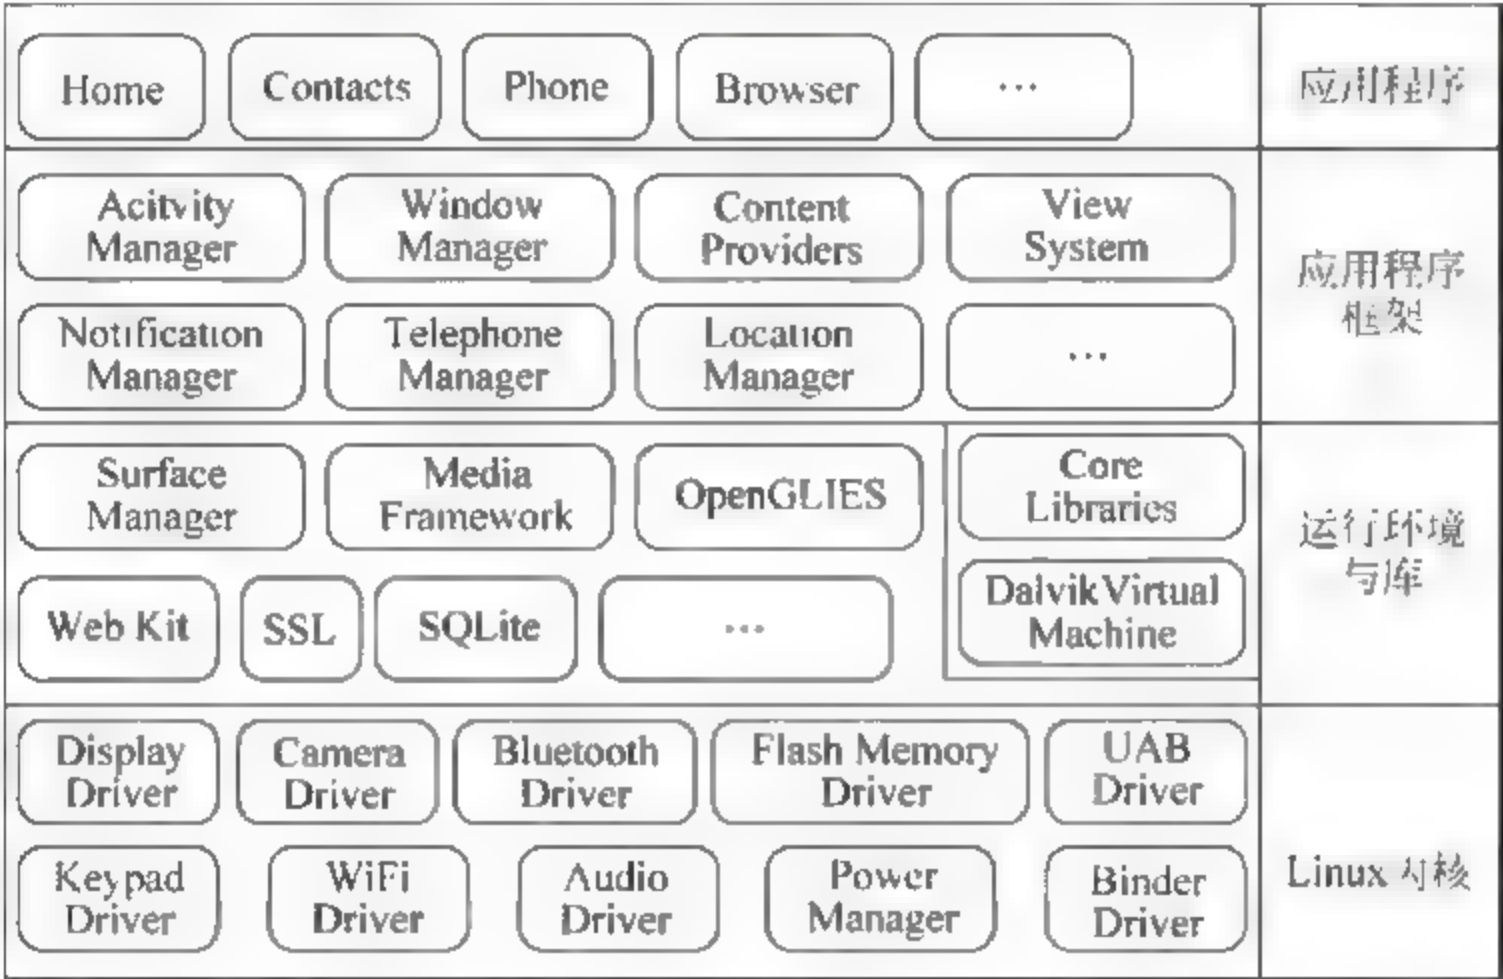 Home
Contacts
Phone
Browser
...
应用程序
Acitvity
Manager
Window
Manager
Content
Providers
View
System
Notification
Manager
Telephone
Manager
Location
Manager
...
应用程序
框架
Surface
Manager
Media
Framework
OpenGLIES
Core
Libraries
Web Kit
SSL
SQLite
...
Dalvik Virtual
Machine
运行环境
与库
Display
Driver
Camera
Driver
Bluetooth
Driver
Flash Memory
Driver
UAB
Driver
Keypad
Driver
WiFi
Driver
Audio
Driver
Power
Manager
Binder
Driver
Linux 内核